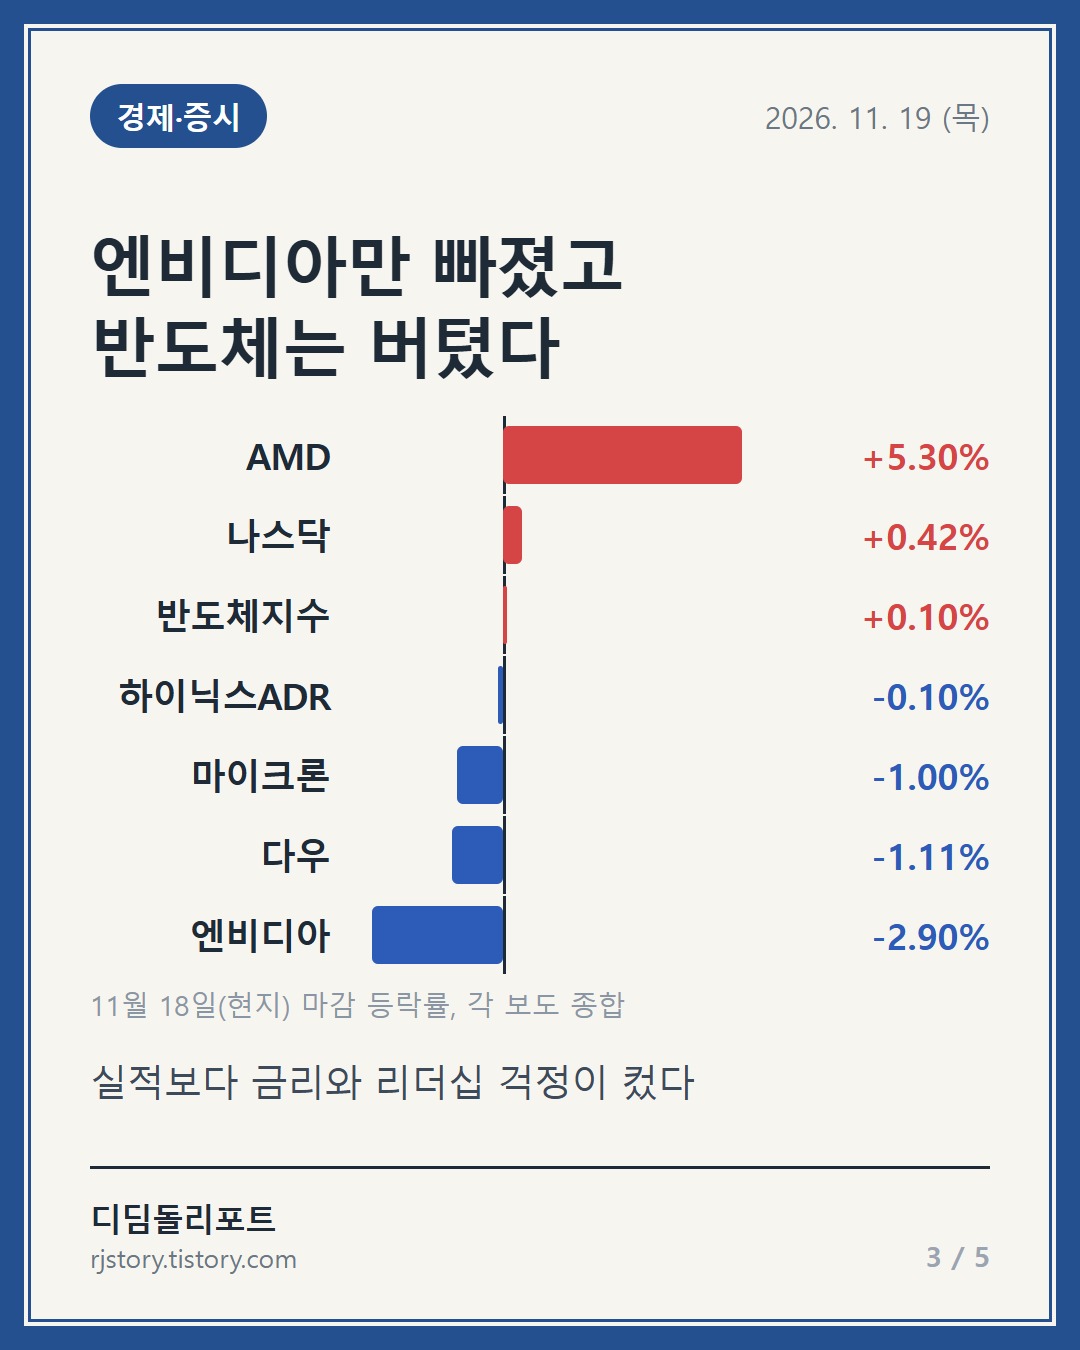 경제·증시
2026. 11. 19 (목)
엔비디아만 빠졌고
반도체는 버텼다
AMD +5.30%
나스닥 +0.42%
반도체지수 +0.10%
하이닉스ADR -0.10%
마이크론 -1.00%
다우 -1.11%
엔비디아 -2.90%
11월 18일(현지) 마감 등락률, 각 보도 종합
실적보다 금리와 리더십 걱정이 컸다
디딤돌리포트
rjstory.tistory.com
3 / 5